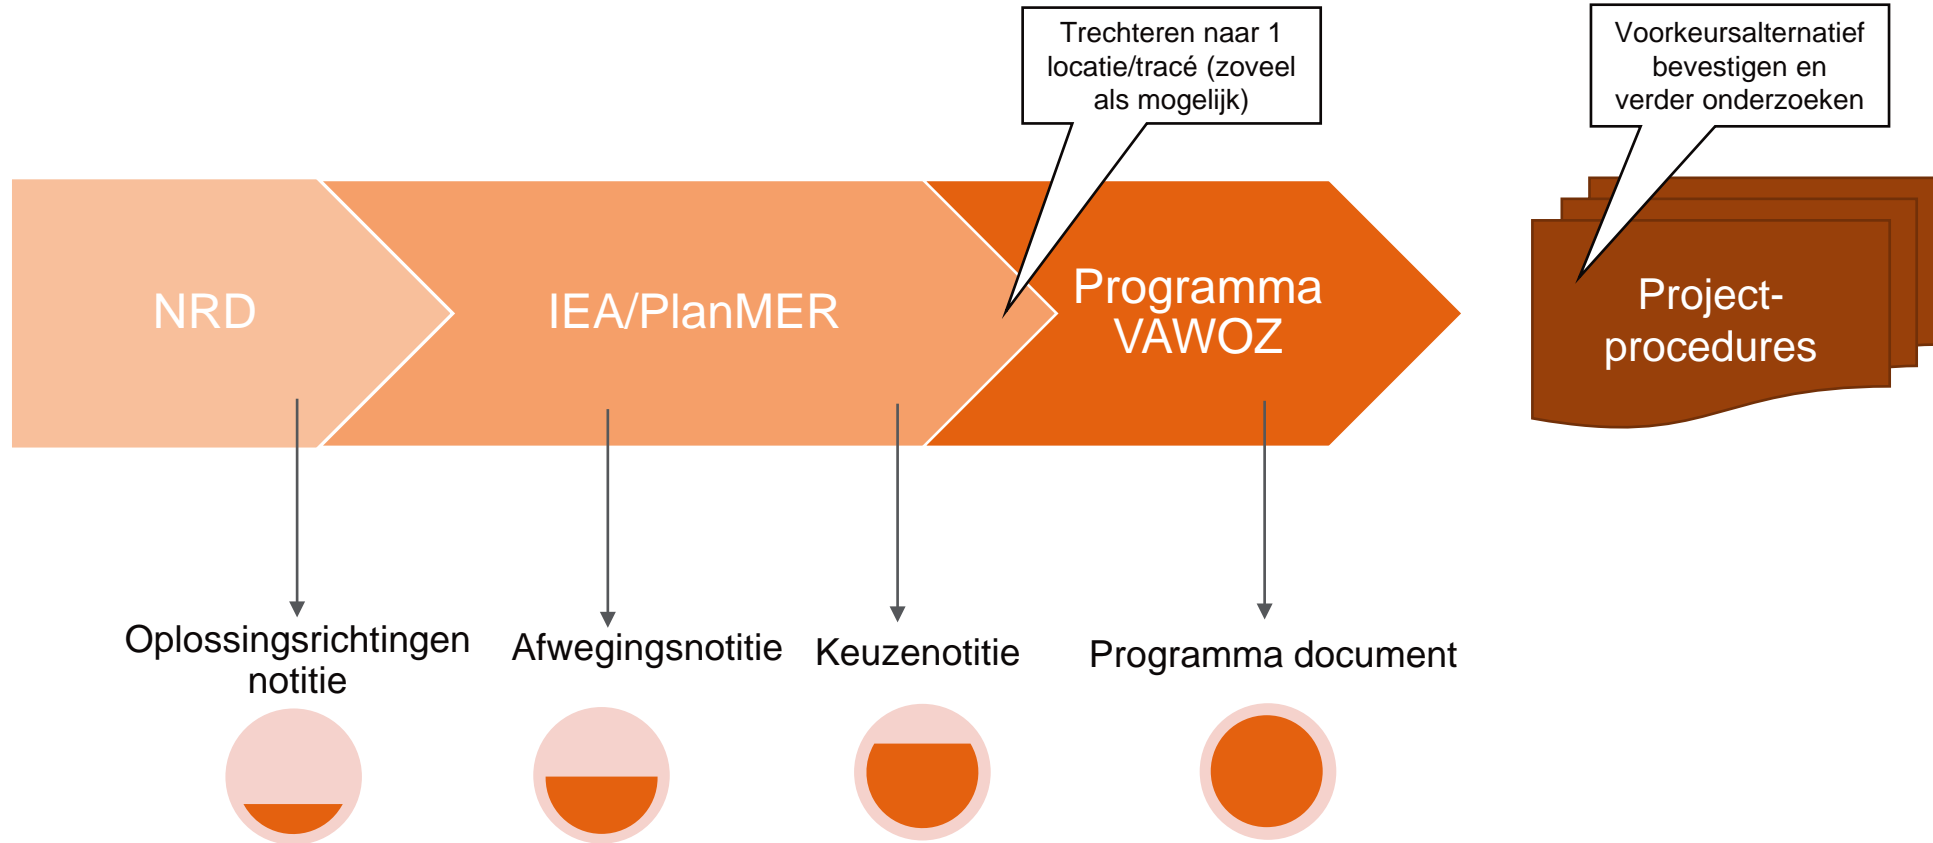 Trechteren naar 1
locatie/tracé (zoveel
als mogelijk)
Voorkeursalternatief
bevestigen en
verder onderzoeken
NRD
IEA/PlanMER
Programma
VAWOZ
Project-
procedures
Oplossingsrichtingen
notitie
Afwegingsnotitie
Keuzenotitie
Programma document